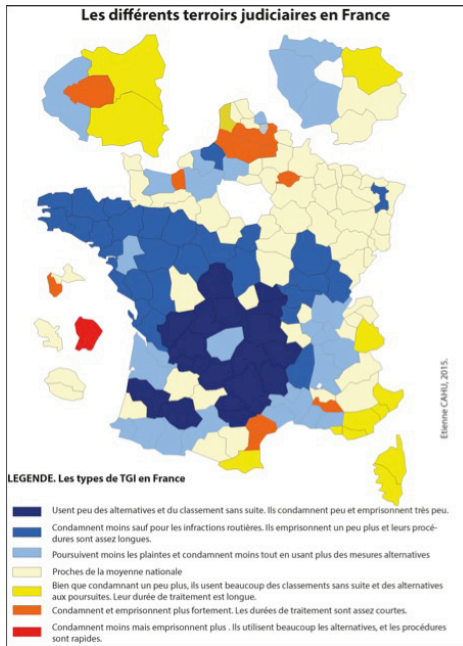 Les différents terroirs judiciaires en France
Etienne CAHU, 2015.
LEGENDE. Les types de TGI en France
Usent peu des alternatives et du classement sans suite. Ils condamnent peu et emprisonnent très peu.
Condamnent moins sauf pour les infractions routières. Ils emprisonnent un peu plus et leurs procé-
dures sont assez longues.
Poursuivent moins les plaintes et condamnent moins tout en usant plus des mesures alternatives
Proches de la moyenne nationale
Bien que condamnant un peu plus, ils usent beaucoup des classements sans suite et des alternatives
aux poursuites. Leur durée de traitement est longue.
Condamnent et emprisonnent plus fortement. Les durées de traitement sont assez courtes.
Condamnent moins mais emprisonnent plus . Ils utilisent beaucoup les alternatives, et les procédures
sont rapides.